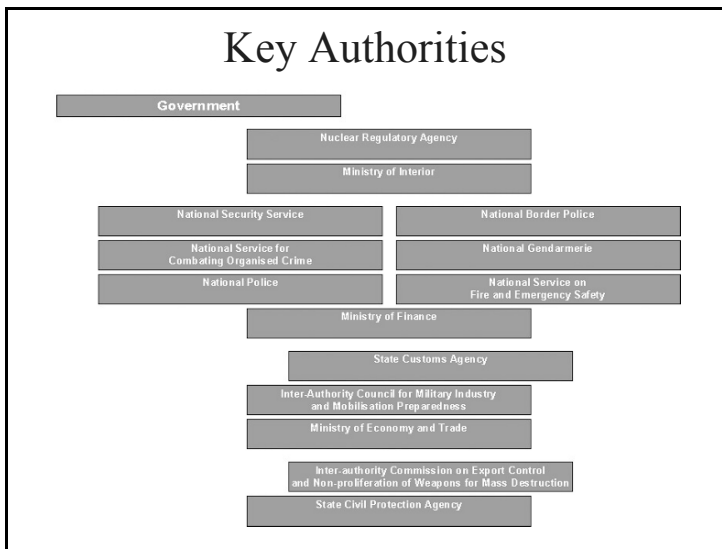 Key Authorities
Government
Nuclear Regulatory Agency
Ministry of Interior
National Security Service
National Border Police
National Service for
Combating Organised Crime
National Gendarmerie
National Police
National Service on
Fire and Emergency Safety
Ministry of Finance
State Customs Agency
Inter-Authority Council for Military Industry
and Mobilisation Preparedness
Ministry of Economy and Trade
Inter-authority Commission on Export Control
and Non-proliferation of Weapons for Mass Destruction
State Civil Protection Agency